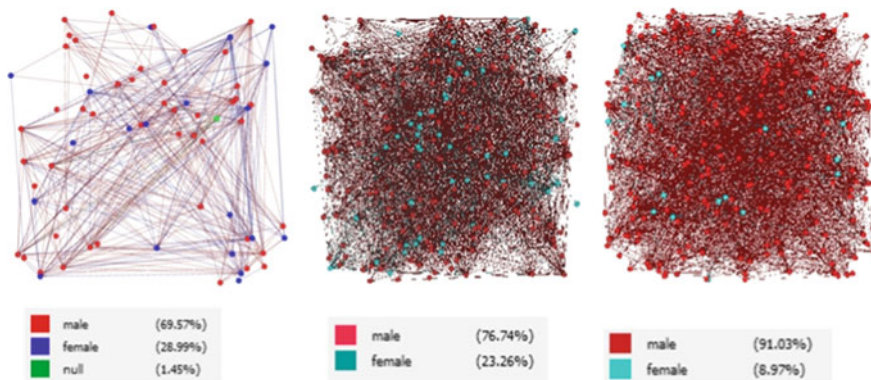 male (69.57%)
female (28.99%)
null (1.45%)
male (76.74%)
female (23.26%)
male (91.03%)
female (8.97%)